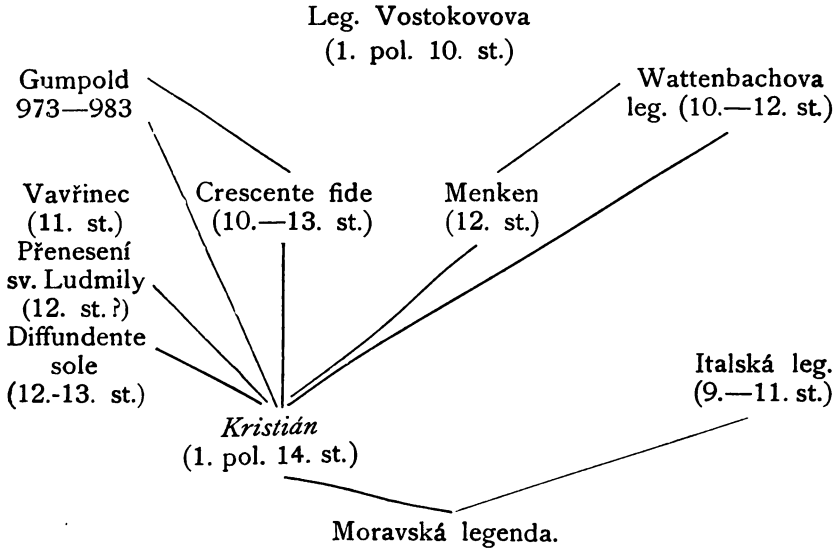 Leg. Vostokovova
(1. pol. 10. st.)
Gumpold
973—983
Wattenbachova
leg. (10.—12. st.)
Vavřinec
(11. st.)
Přenesení
sv. Ludmily
(12. st. ?)
Diffundente
sole
(12.-13. st.)
Crescente fide
(10.—13. st.)
Menken
(12. st.)
Italská leg.
(9.—11. st.)
Kristián
(1. pol. 14. st.)
Moravská legenda.